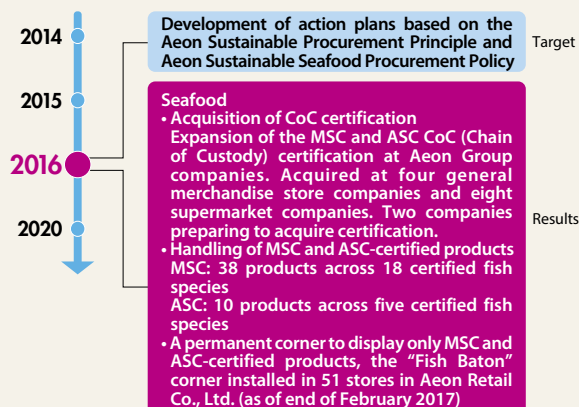 2014
2015
2016
2020
Development of action plans based on the
Aeon Sustainable Procurement Principle and
Aeon Sustainable Seafood Procurement Policy
Target
Seafood
• Acquisition of CoC certification
Expansion of the MSC and ASC CoC (Chain
of Custody) certification at Aeon Group
companies. Acquired at four general
merchandise store companies and eight
supermarket companies. Two companies
preparing to acquire certification.
• Handling of MSC and ASC-certified products
MSC: 38 products across 18 certified fish
species
ASC: 10 products across five certified fish
species
• A permanent corner to display only MSC and
ASC-certified products, the “Fish Baton”
corner installed in 51 stores in Aeon Retail
Co., Ltd. (as of end of February 2017)
Results